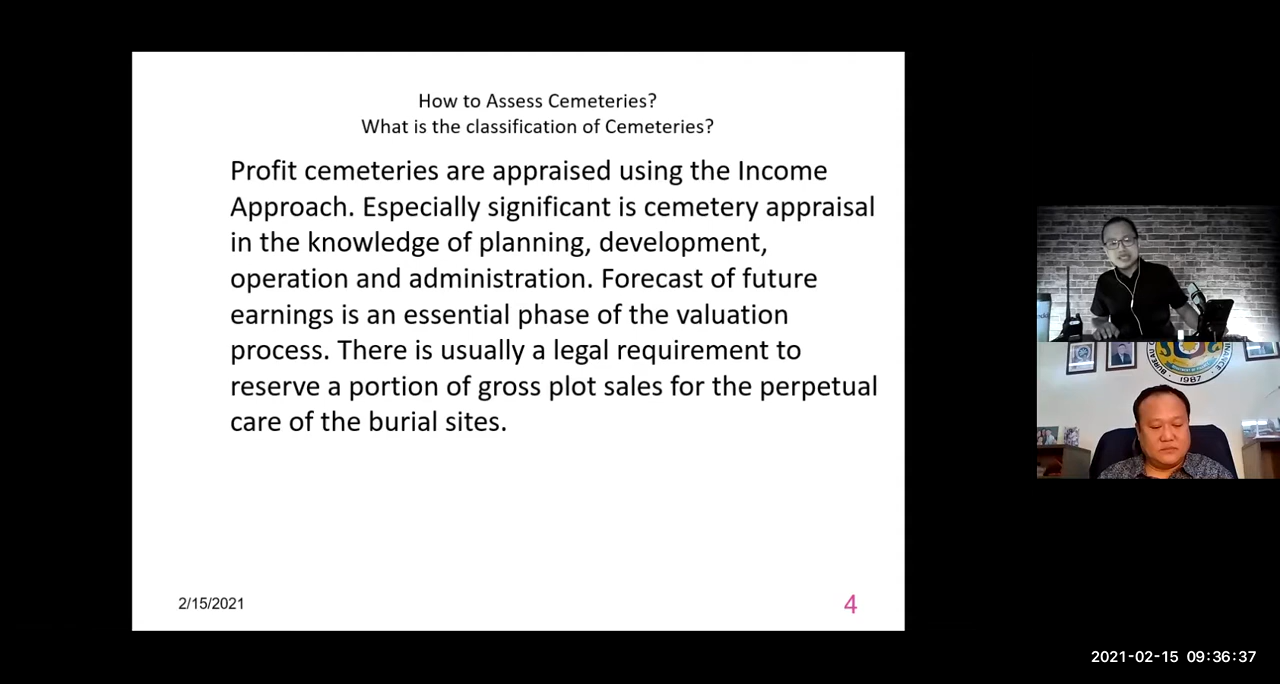 How to Assess Cemeteries?
What is the classification of Cemeteries?
Profit cemeteries are appraised using the Income
Approach. Especially significant is cemetery appraisal
in the knowledge of planning, development,
operation and administration. Forecast of future
earnings is an essential phase of the valuation
process. There is usually a legal requirement to
reserve a portion of gross plot sales for the perpetual
care of the burial sites.
2/15/2021
4
BUREAU
FINANCE
1987
2021-02-15 09:36:37